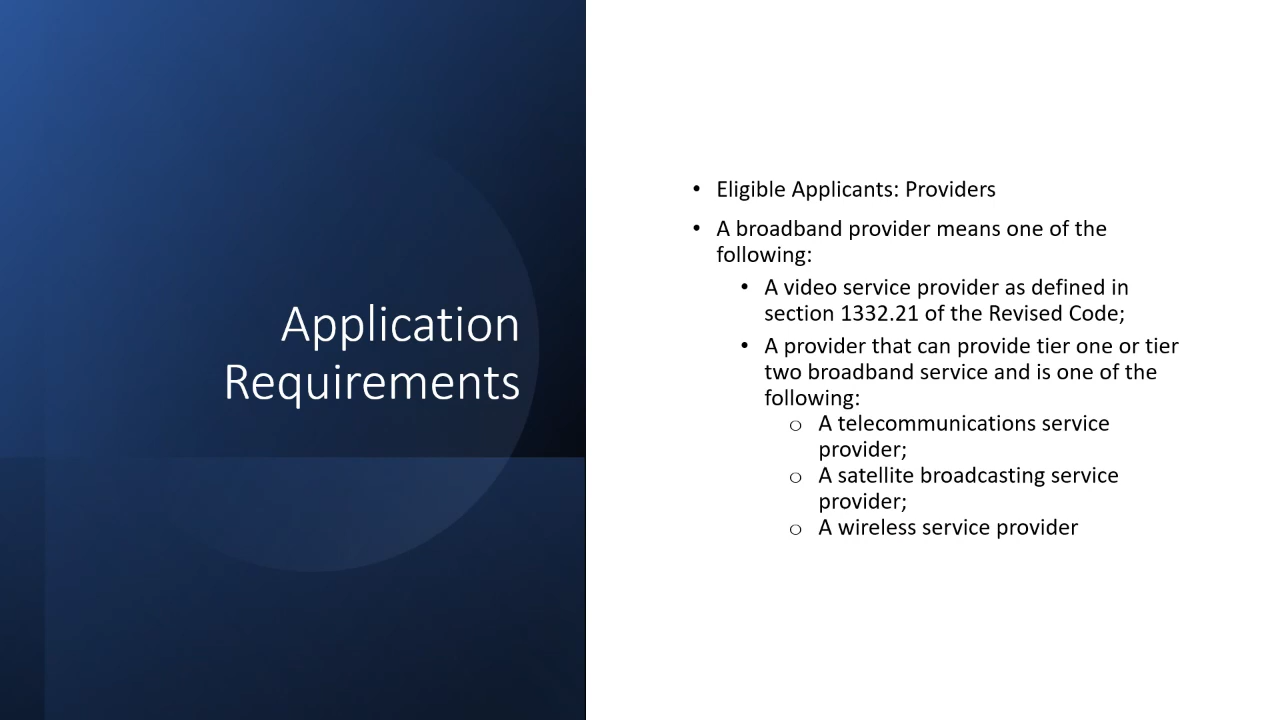 Application
Requirements
• Eligible Applicants: Providers
• A broadband provider means one of the
following:
• A video service provider as defined in
section 1332.21 of the Revised Code;
• A provider that can provide tier one or tier
two broadband service and is one of the
following:
o A telecommunications service
provider;
o A satellite broadcasting service
provider;
o A wireless service provider